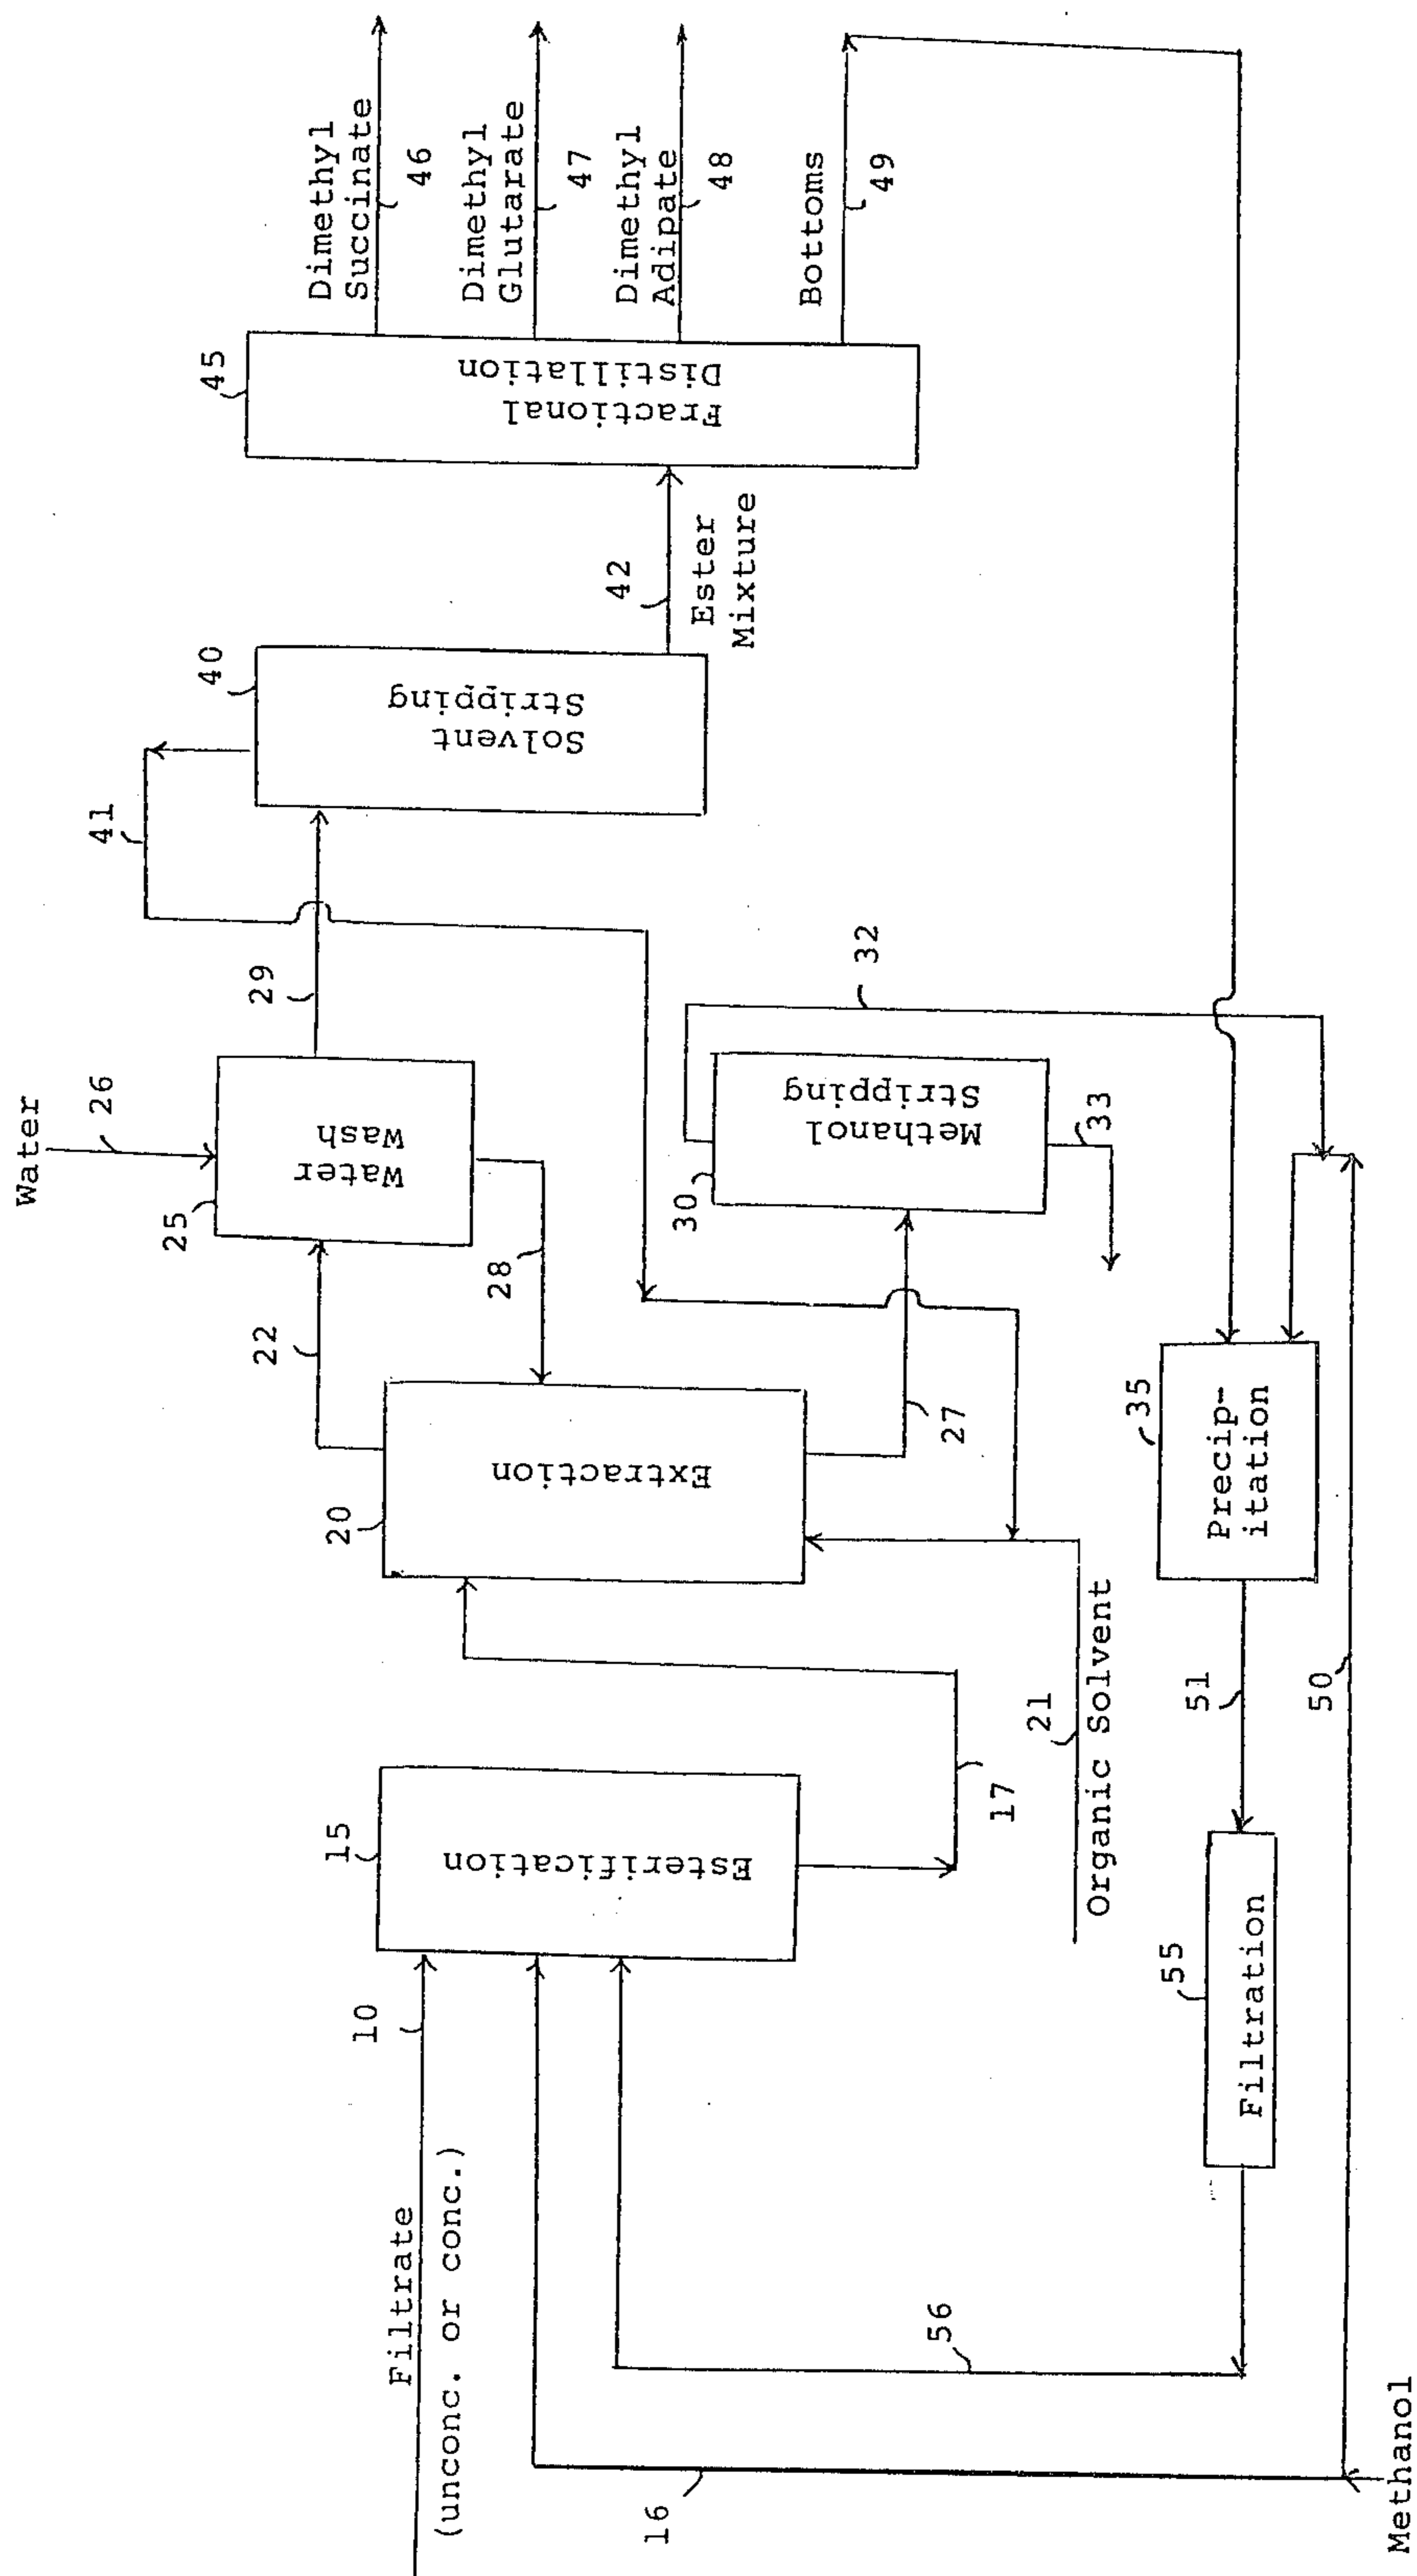 Filtrate
(unconc. or conc.)
10
16
Methanol
15
Esterification
56
17
55
Filtration
21
Organic Solvent
51
50
20
Extraction
22
28
27
35
Precip-
itation
Water
26
25
Water
Wash
29
30
Methanol
Stripping
32
33
41
40
Solvent
Stripping
42
Ester
Mixture
45
Fractional
Distillation
Dimethyl
Succinate
46
Dimethyl
Glutarate
47
Dimethyl
Adipate
48
Bottoms
49